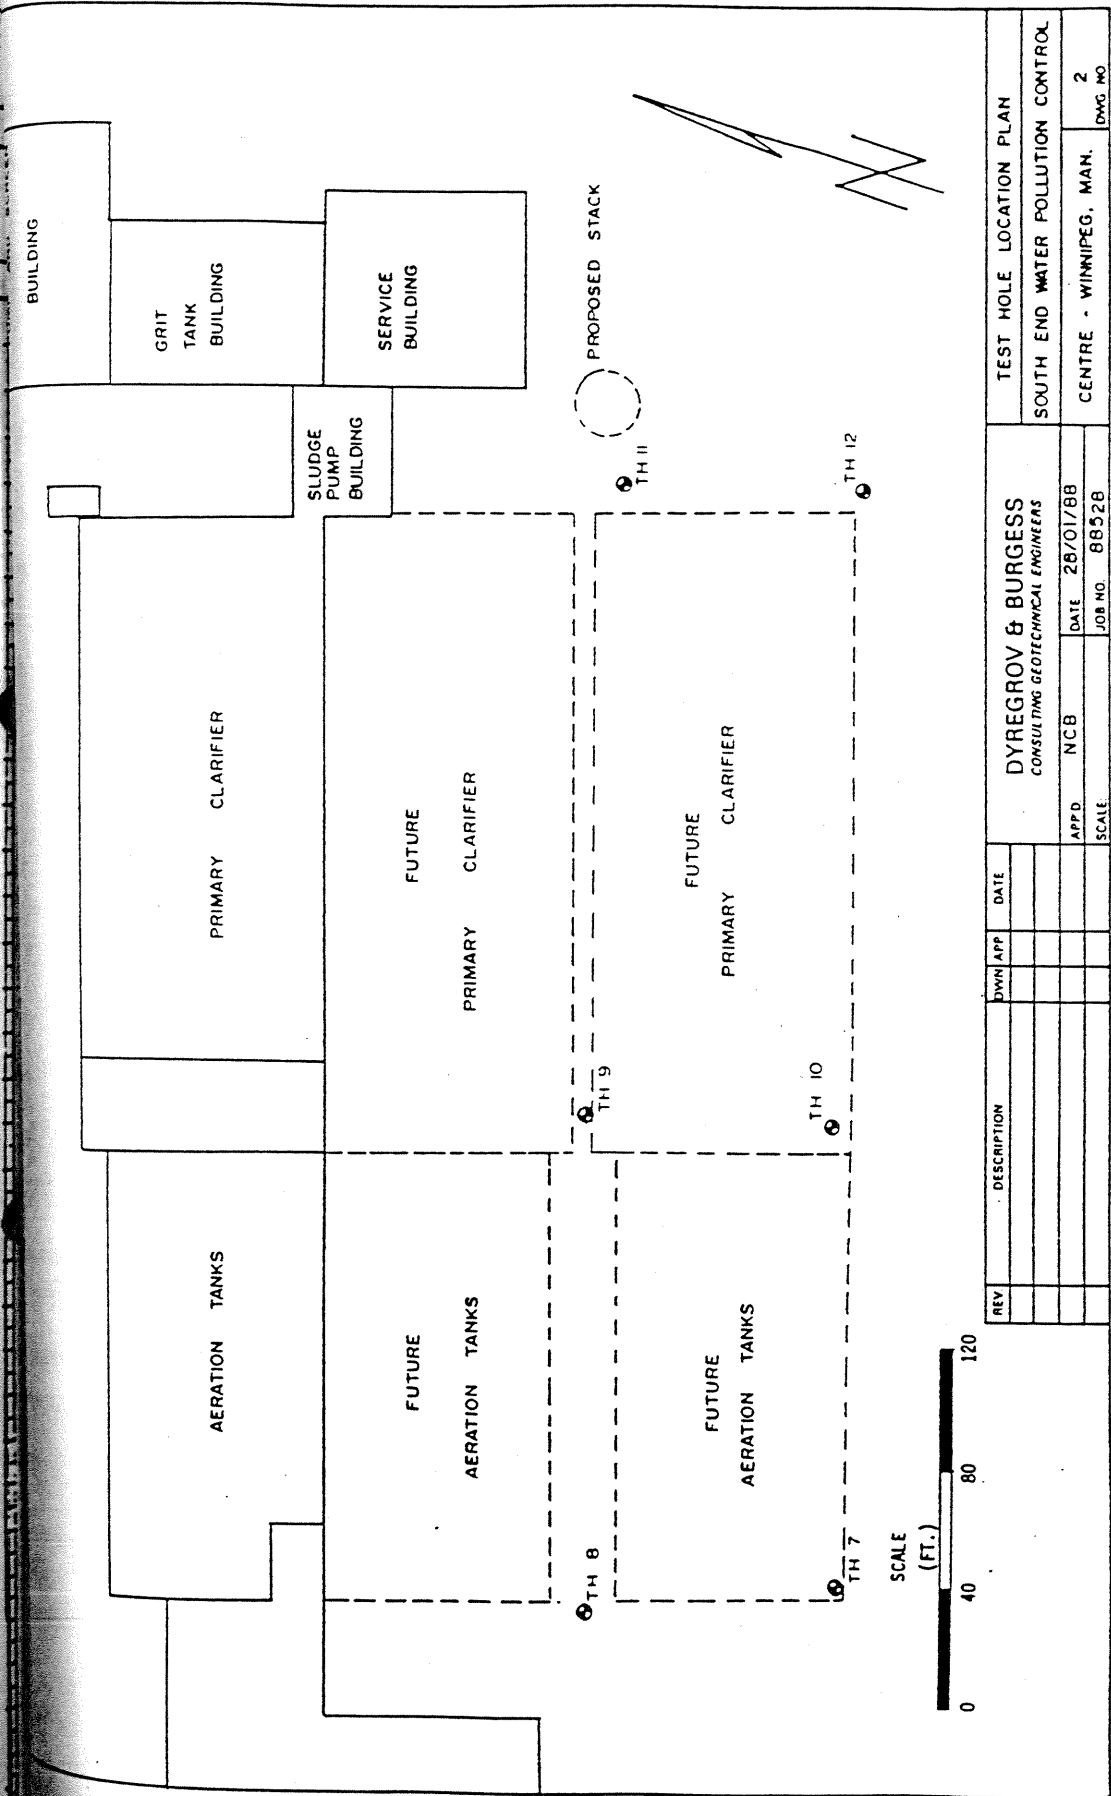 BUILDING
GRIT
TANK
BUILDING
SERVICE
BUILDING
SLUDGE
PUMP
BUILDING
PROPOSED STACK
PRIMARY CLARIFIER
AERATION TANKS
FUTURE
PRIMARY CLARIFIER
FUTURE
AERATION TANKS
FUTURE
PRIMARY CLARIFIER
FUTURE
AERATION TANKS
TH 8
TH 9
TH 11
TH 7
TH 10
TH 12
N
SCALE
(FT.)
0 40 80 120
REV. DESCRIPTION DWN APP DATE
DYREGROV & BURGESS
CONSULTING GEOTECHNICAL ENGINEERS
APPD NCB DATE 28/01/88
SCALE: JOB NO. 88528
TEST HOLE LOCATION PLAN
SOUTH END WATER POLLUTION CONTROL
CENTRE - WINNIPEG, MAN. 2
DWG NO